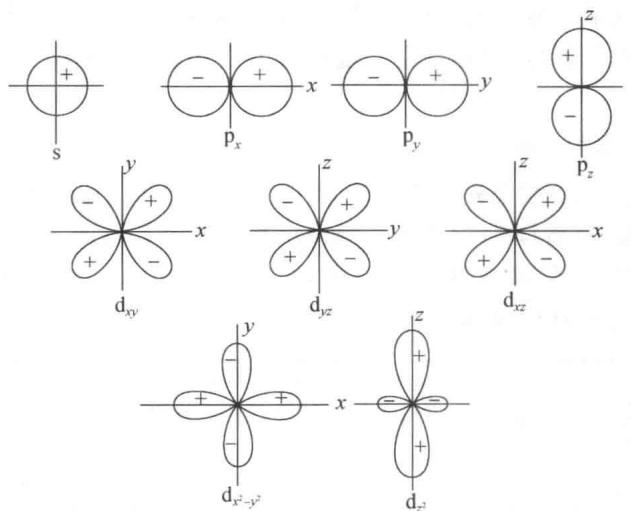 z
+
+
- +
x
- +
y
-
s
p_x
p_y
p_z
y
z
z
- +
- +
- +
x
y
x
+ -
+ -
+ -
d_xy
d_yz
d_xz
y
z
-
+
+ +
x
- -
-
+
d_x²−y²
d_z²